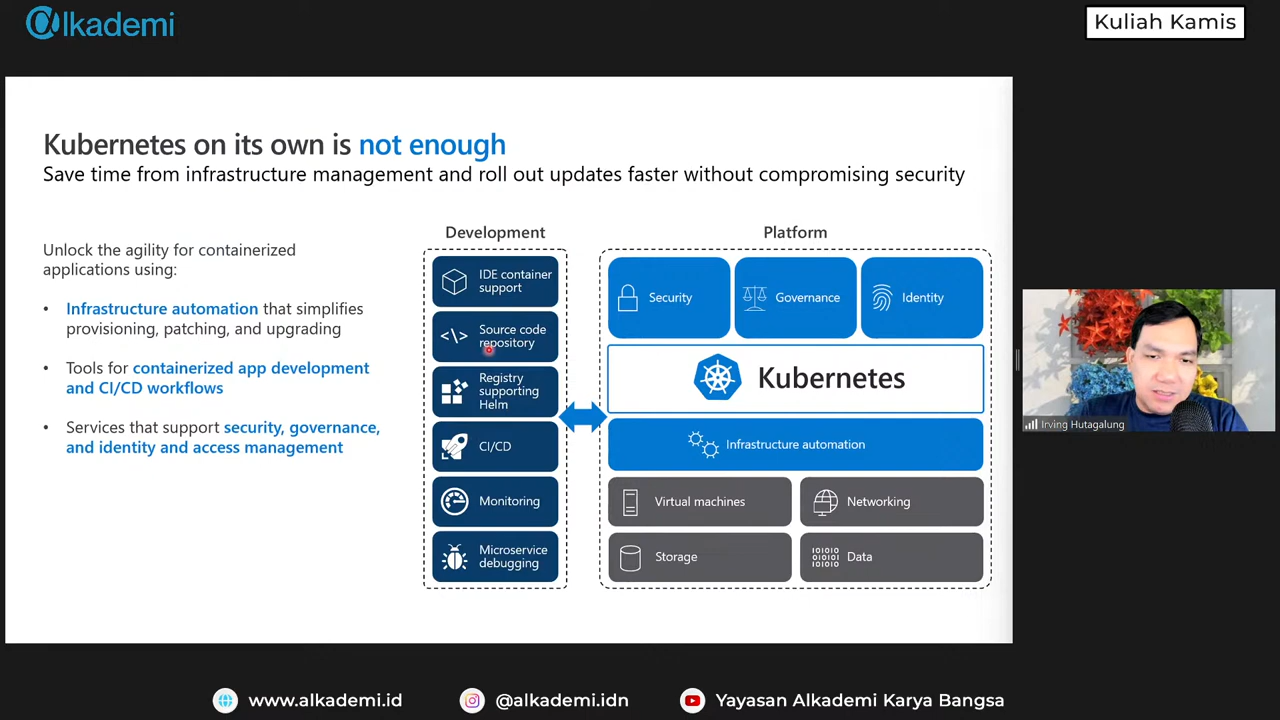 @lkademi
Kuliah Kamis
Kubernetes on its own is not enough
Save time from infrastructure management and roll out updates faster without compromising security
Unlock the agility for containerized
applications using:
• Infrastructure automation that simplifies
provisioning, patching, and upgrading
• Tools for containerized app development
and CI/CD workflows
• Services that support security, governance,
and identity and access management
Development
IDE container
support
</>
Source code
repository
Registry
supporting
Helm
CI/CD
Monitoring
Microservice
debugging
Platform
Security
Governance
Identity
Kubernetes
Infrastructure automation
Virtual machines
Networking
Storage
01010
010101
10101
Data
Irving Hutagalung
www.alkademi.id
@alkademi.idn
Yayasan Alkademi Karya Bangsa